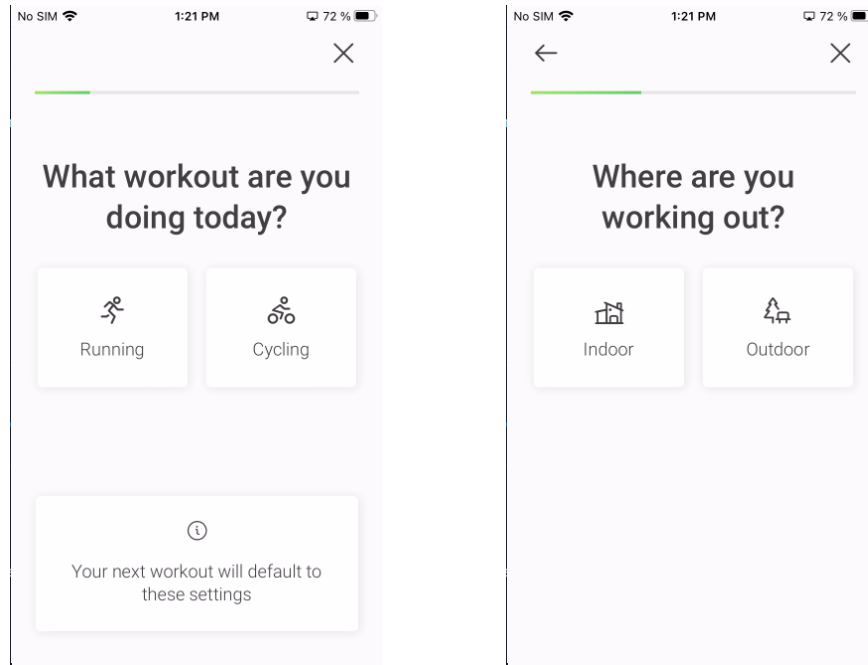 No SIM 1:21 PM 72 %
What workout are you
doing today?
Running
Cycling
Your next workout will default to
these settings
No SIM 1:21 PM 72 %
Where are you
working out?
Indoor
Outdoor